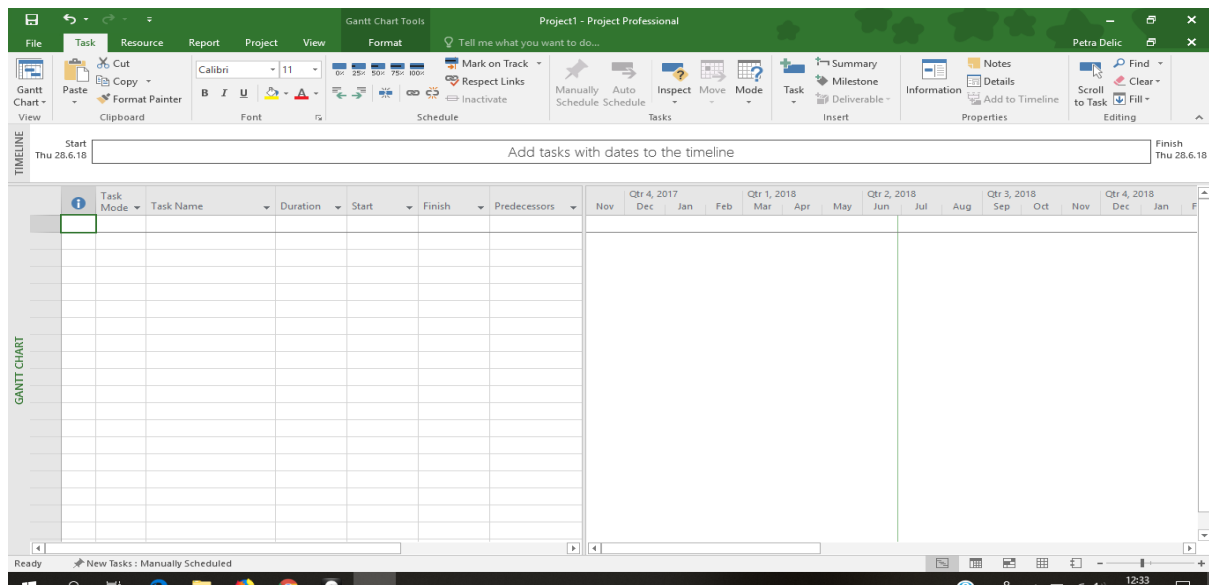 Gantt Chart Tools Project1 - Project Professional
File Task Resource Report Project View Format Tell me what you want to do... Petra Delic
Gantt Chart View
Paste Cut Copy Format Painter Clipboard
Calibri 11 B I U A Font
0% 25% 50% 75% 100% Mark on Track Respect Links Inactivate Schedule
Manually Schedule Auto Schedule Inspect Move Mode Tasks
Task Summary Milestone Deliverable Insert
Information Notes Details Add to Timeline Properties
Scroll to Task Find Clear Fill Editing
TIMELINE
Start
Thu 28.6.18
Add tasks with dates to the timeline
Finish
Thu 28.6.18
Task Mode Task Name Duration Start Finish Predecessors
Qtr 4, 2017 Qtr 1, 2018 Qtr 2, 2018 Qtr 3, 2018 Qtr 4, 2018
Nov Dec Jan Feb Mar Apr May Jun Jul Aug Sep Oct Nov Dec Jan F
GANTT CHART
Ready New Tasks : Manually Scheduled
12:33